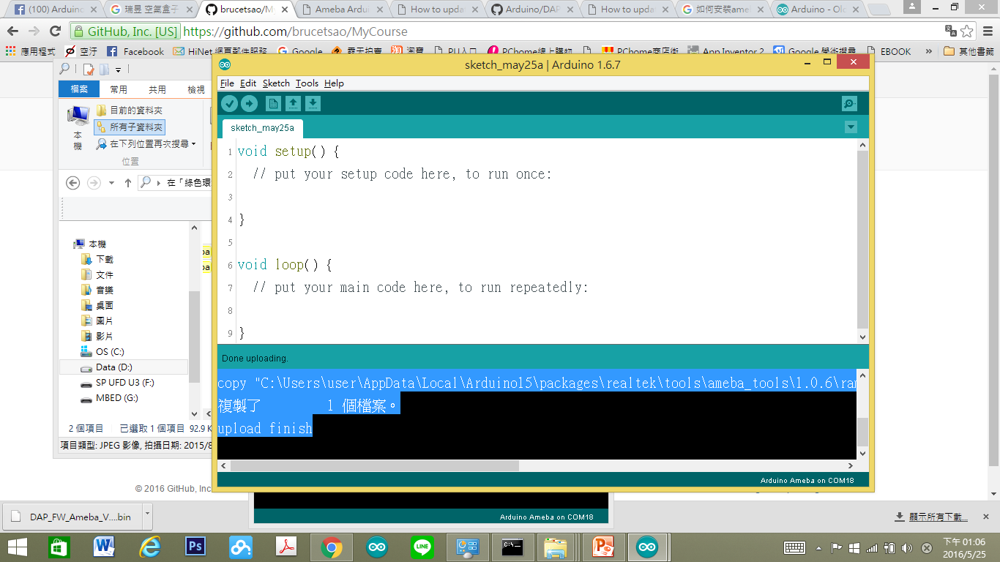 (100) Arduino
瑞昱 空氣盒子
brucetsao/My
Ameba Ardui
How to upda
Arduino/DAP
How to upda
如何安裝ame
Arduino - Old
GitHub, Inc. [US] https://github.com/brucetsao/MyCourse
應用程式 空汙 Facebook HiNet 網頁郵件服務 Google 露天拍賣 淘寶 PU入口 PChome線上購物 PChome商店街 App Inventor 2 Google 學術搜尋 EBOOK » 其他書籤
檔案 常用 共用 檢視
目前的資料夾
所有子資料夾
在下列位置再次搜尋
本機
位置
在「綠色環
本機
下載
文件
音樂
桌面
圖片
影片
OS (C:)
Data (D:)
SP UFD U3 (F:)
MBED (G:)
2 個項目 已選取 1 個項目 92.9 K
項目類型: JPEG 影像, 拍攝日期: 2015/8
sketch_may25a | Arduino 1.6.7
File Edit Sketch Tools Help
sketch_may25a
1 void setup() {
2 // put your setup code here, to run once:
3
4 }
5
6 void loop() {
7 // put your main code here, to run repeatedly:
8
9 }
Done uploading.
copy "C:\Users\user\AppData\Local\Arduino15\packages\realtek\tools\ameba_tools\1.0.6\ram
複製了 1 個檔案。
upload finish
Arduino Ameba on COM18
© 2016 GitHub, Inc
Arduino Ameba on COM18
DAP_FW_Ameba_V....bin
顯示所有下載...
下午 01:06
2016/5/25